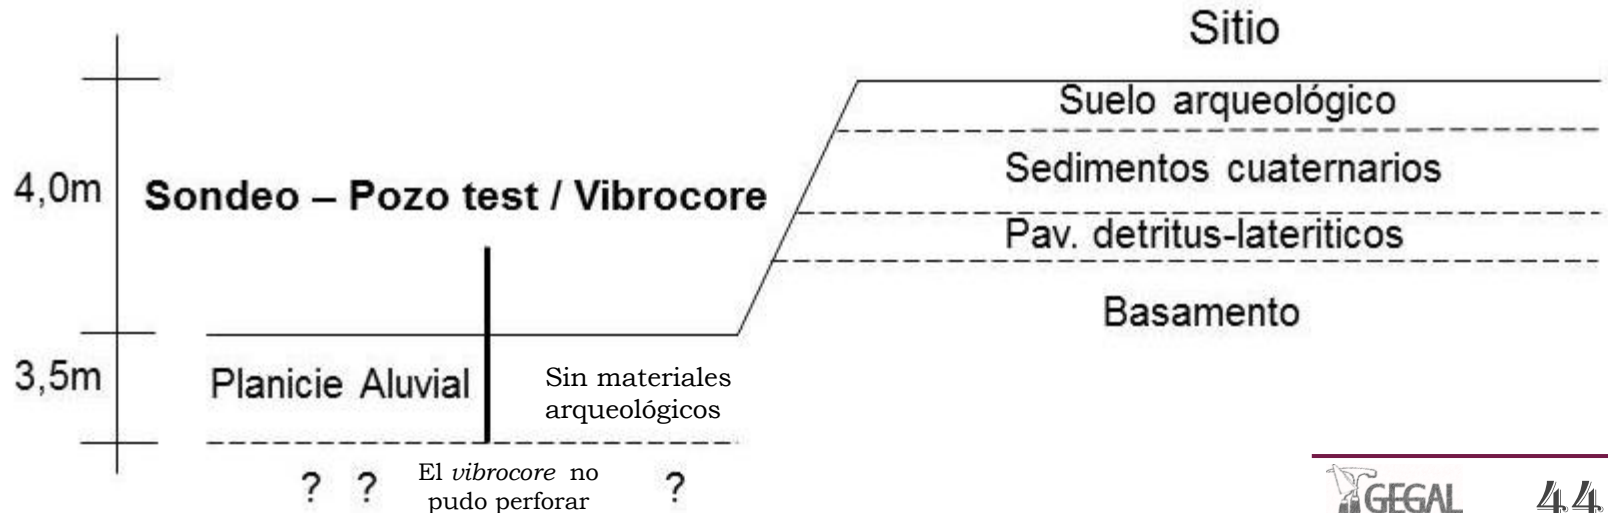 Sitio
Suelo arqueológico
Sedimentos cuaternarios
Pav. detritus-lateriticos
Basamento
4,0m
Sondeo – Pozo test / Vibrocore
3,5m
Planicie Aluvial
Sin materiales
arqueológicos
? ?
El vibrocore no
pudo perforar
?
GEGAL
44